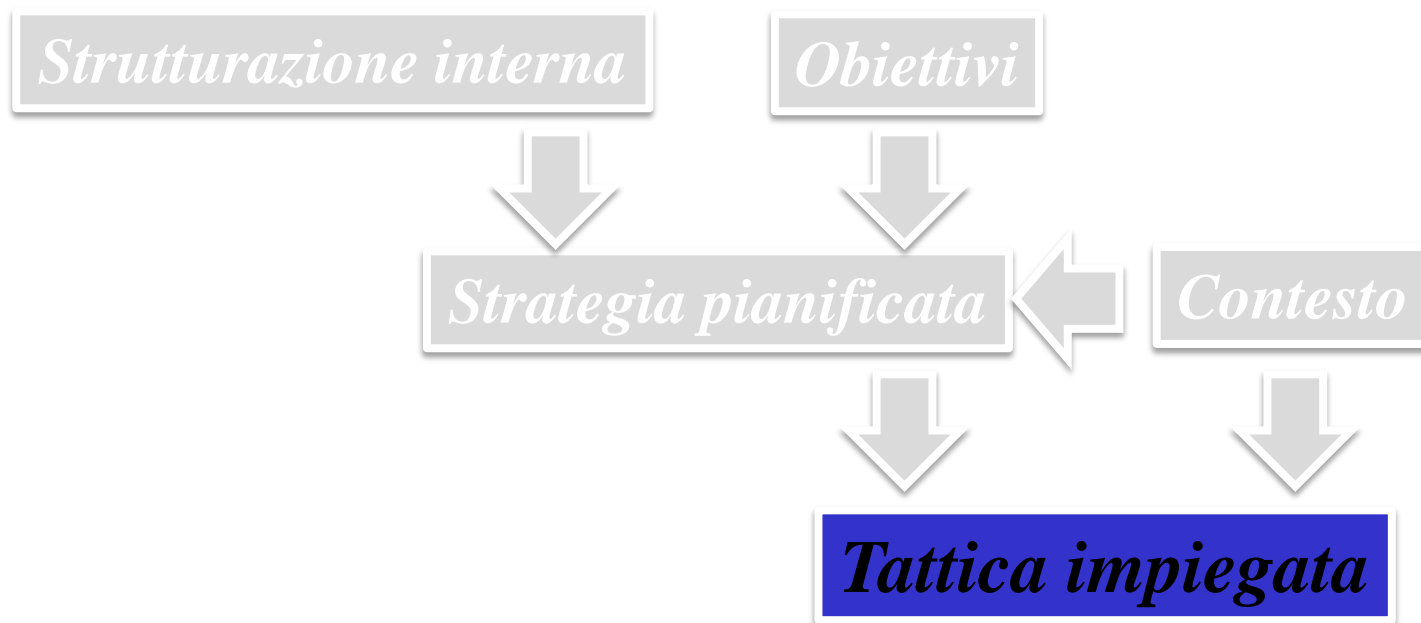 Strutturazione interna
Obiettivi
Strategia pianificata
Contesto
Tattica impiegata